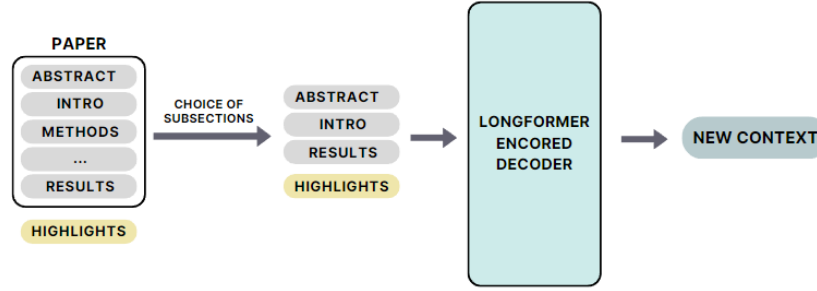 PAPER
ABSTRACT
INTRO
METHODS
...
RESULTS
HIGHLIGHTS
CHOICE OF
SUBSECTIONS
ABSTRACT
INTRO
RESULTS
HIGHLIGHTS
LONGFORMER
ENCORED
DECODER
NEW CONTEXT